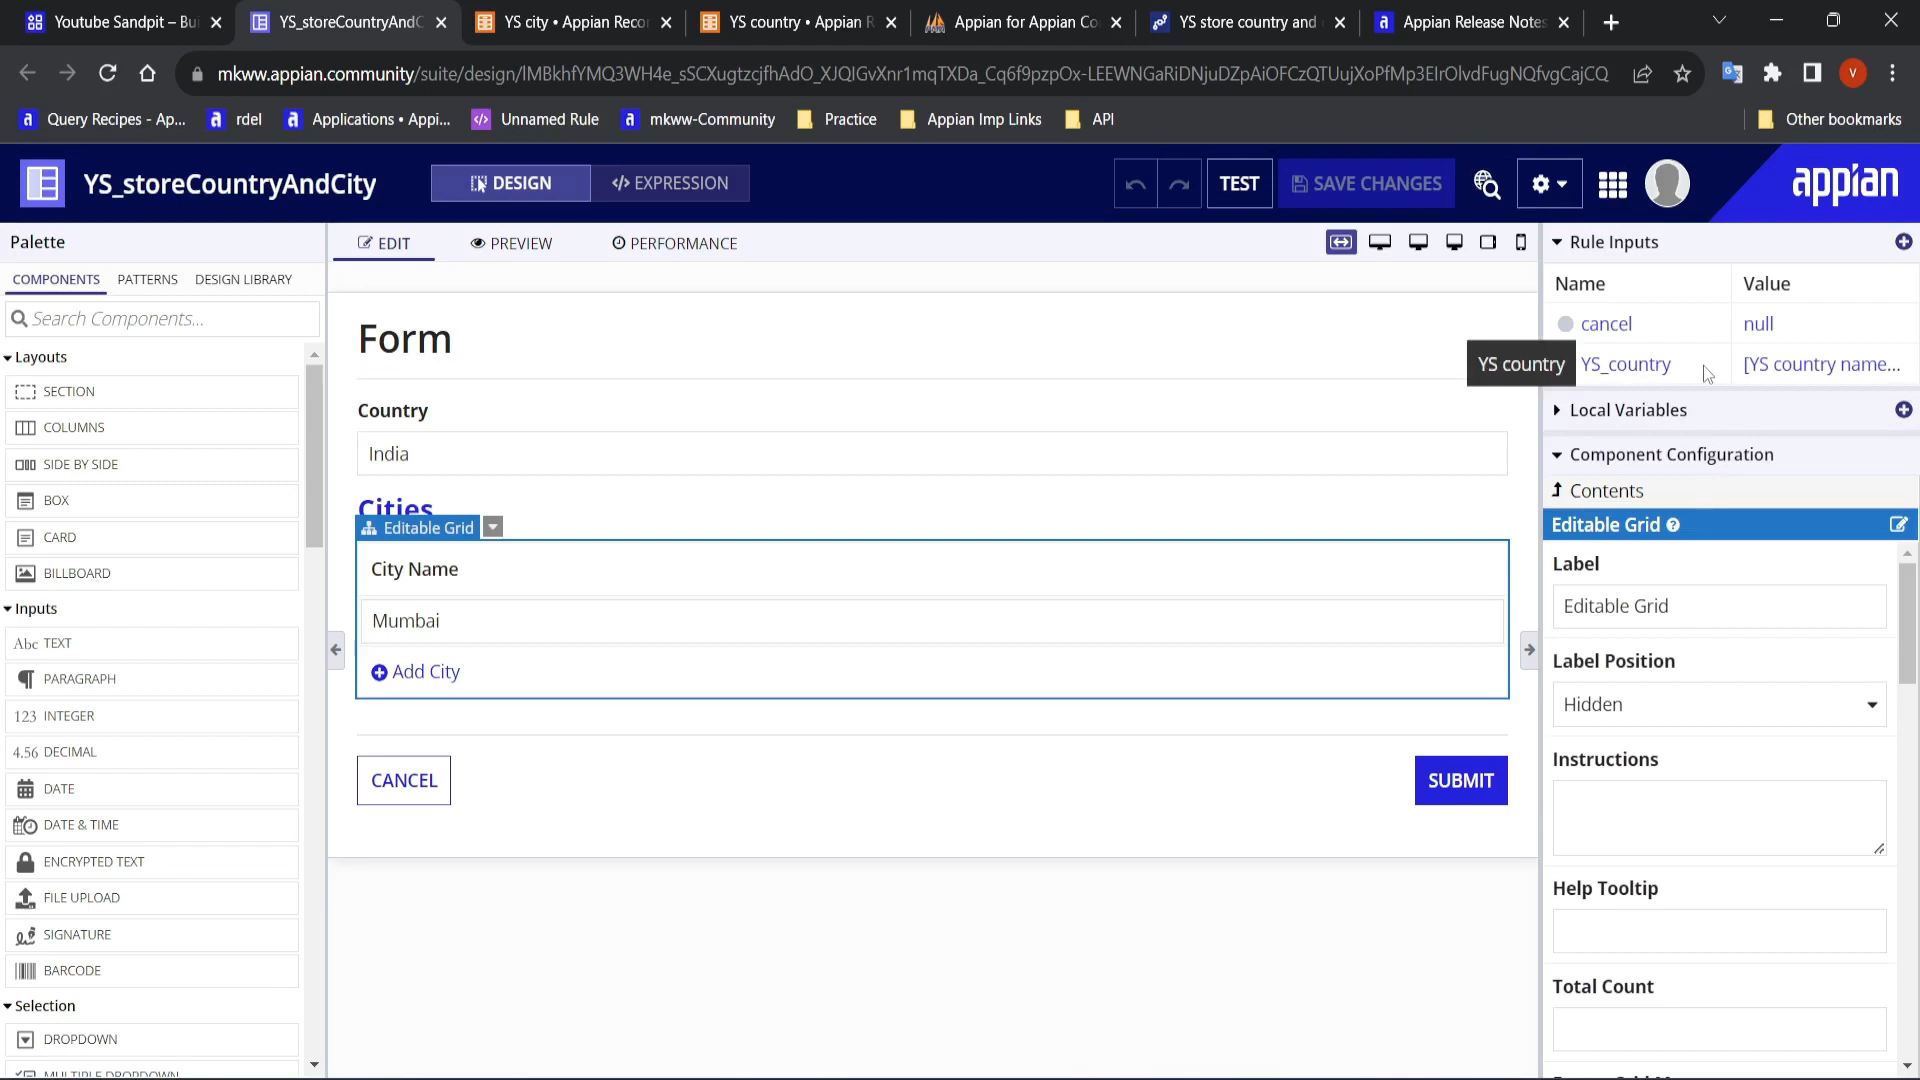 Youtube Sandpit – Bui
YS_storeCountryAndC
YS city • Appian Recor
YS country • Appian R
Appian for Appian Co
YS store country and
Appian Release Notes
mkww.appian.community/suite/design/
Query Recipes - Ap...
rdel
Applications • Appi...
Unnamed Rule
mkww-Community
Practice
Appian Imp Links
API
Other bookmarks
YS_storeCountryAndCity
DESIGN
</> EXPRESSION
TEST
SAVE CHANGES
appian
Palette
EDIT
PREVIEW
PERFORMANCE
Rule Inputs
COMPONENTS
PATTERNS
DESIGN LIBRARY
Name
Value
Search Components...
cancel
null
YS country
YS_country
[YS country name...
Layouts
SECTION
COLUMNS
SIDE BY SIDE
BOX
CARD
BILLBOARD
Inputs
Abc TEXT
PARAGRAPH
123 INTEGER
4.56 DECIMAL
DATE
DATE & TIME
ENCRYPTED TEXT
FILE UPLOAD
SIGNATURE
BARCODE
Selection
DROPDOWN
MULTIPLE DROPDOWN
Form
Country
India
Cities
Editable Grid
City Name
Mumbai
Add City
CANCEL
SUBMIT
Local Variables
Component Configuration
Contents
Editable Grid
Label
Editable Grid
Label Position
Hidden
Instructions
Help Tooltip
Total Count